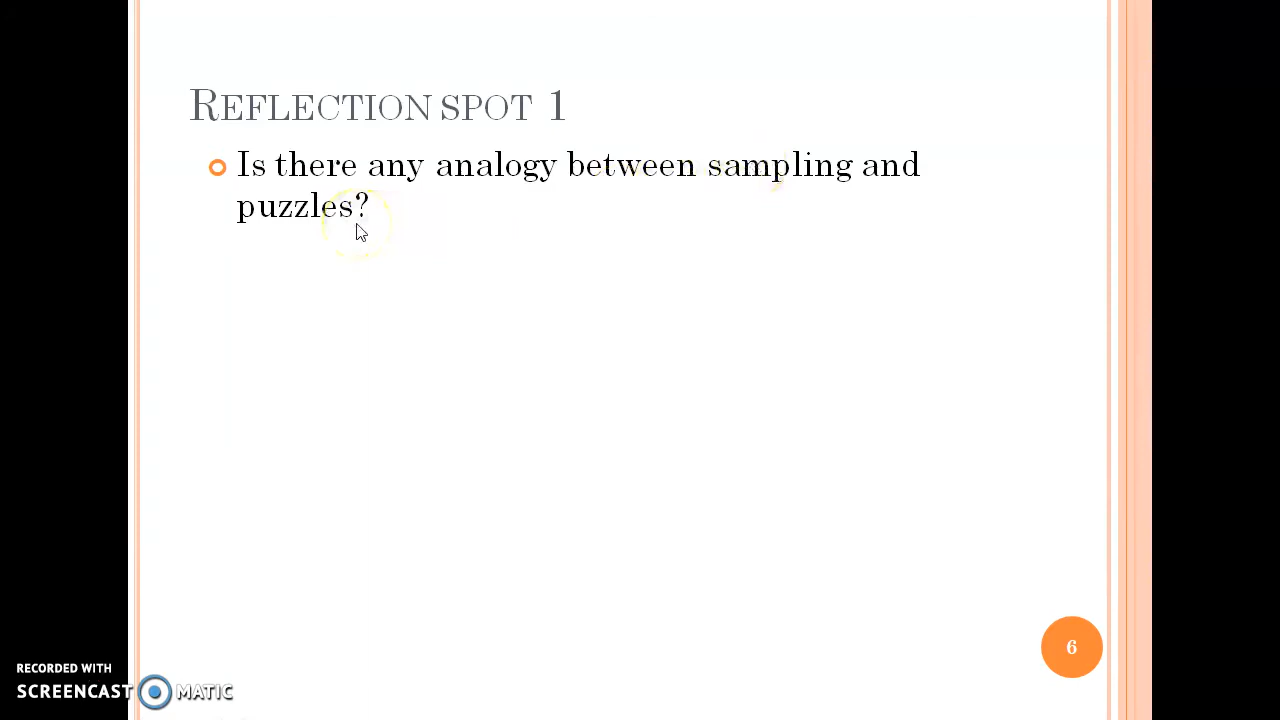 REFLECTION SPOT 1
Is there any analogy between sampling and
puzzles?
6
RECORDED WITH
SCREENCAST MATIC